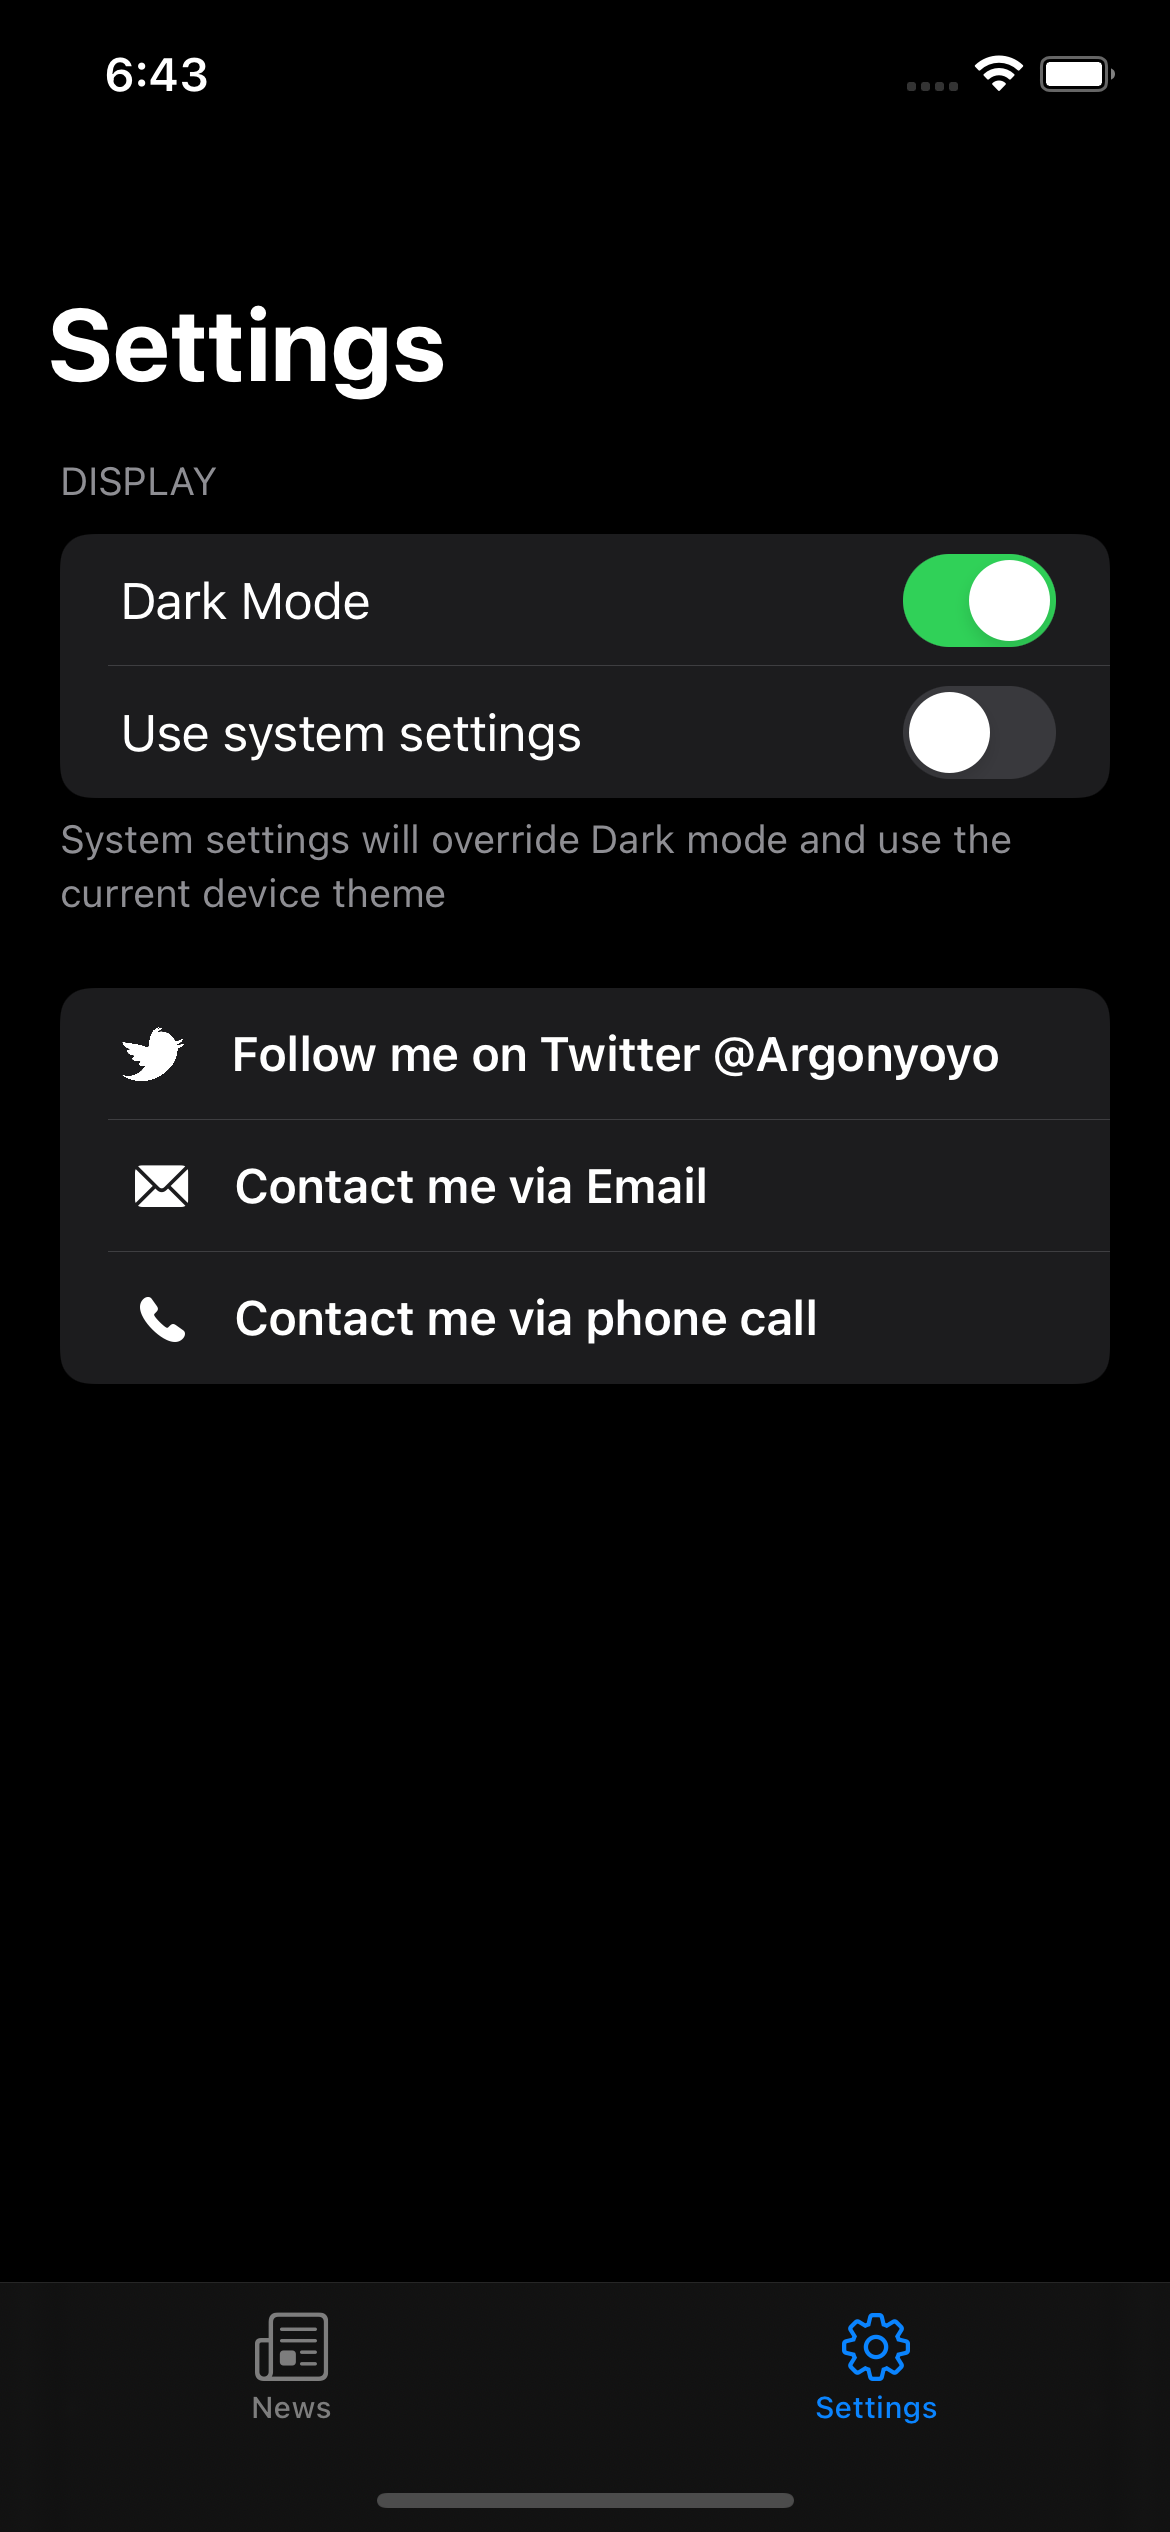 6:43
Settings
DISPLAY
Dark Mode
Use system settings
System settings will override Dark mode and use the
current device theme
Follow me on Twitter @Argonyoyo
Contact me via Email
Contact me via phone call
News
Settings